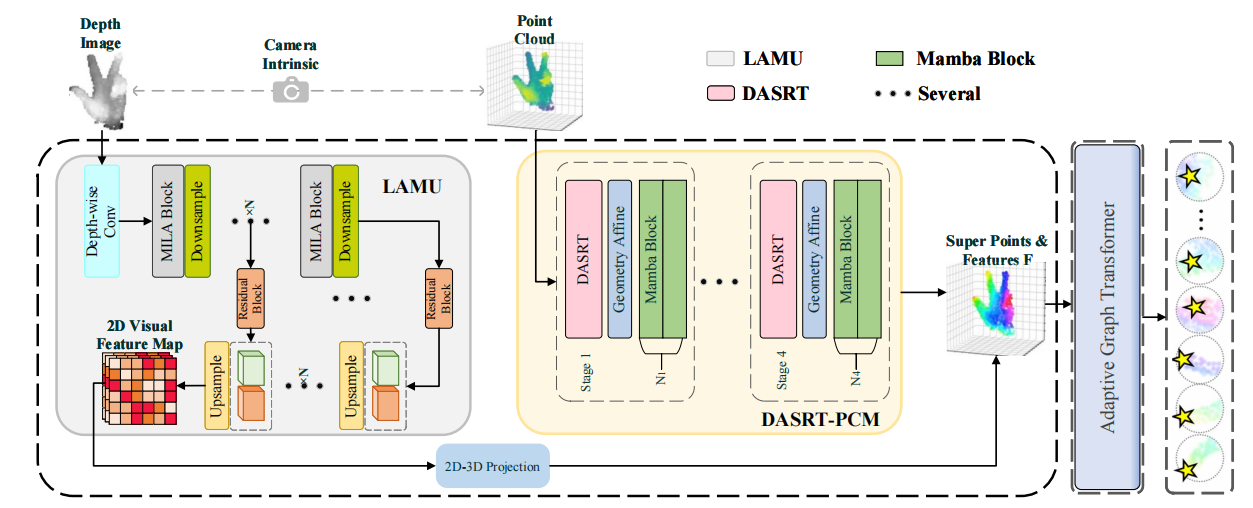 Depth
Image
Camera
Intrinsic
Point
Cloud
LAMU
Mamba Block
DASRT
Several
LAMU
Depth-wise
Conv
MILA Block
Downsample
×N
MILA Block
Downsample
Residual
Block
Residual
Block
2D Visual
Feature Map
Upsample
×N
Upsample
DASRT
Geometry Affine
Mamba Block
Stage 1
N1
DASRT
Geometry Affine
Mamba Block
Stage 4
N4
DASRT-PCM
Super Points &
Features F
2D-3D Projection
Adaptive Graph Transformer